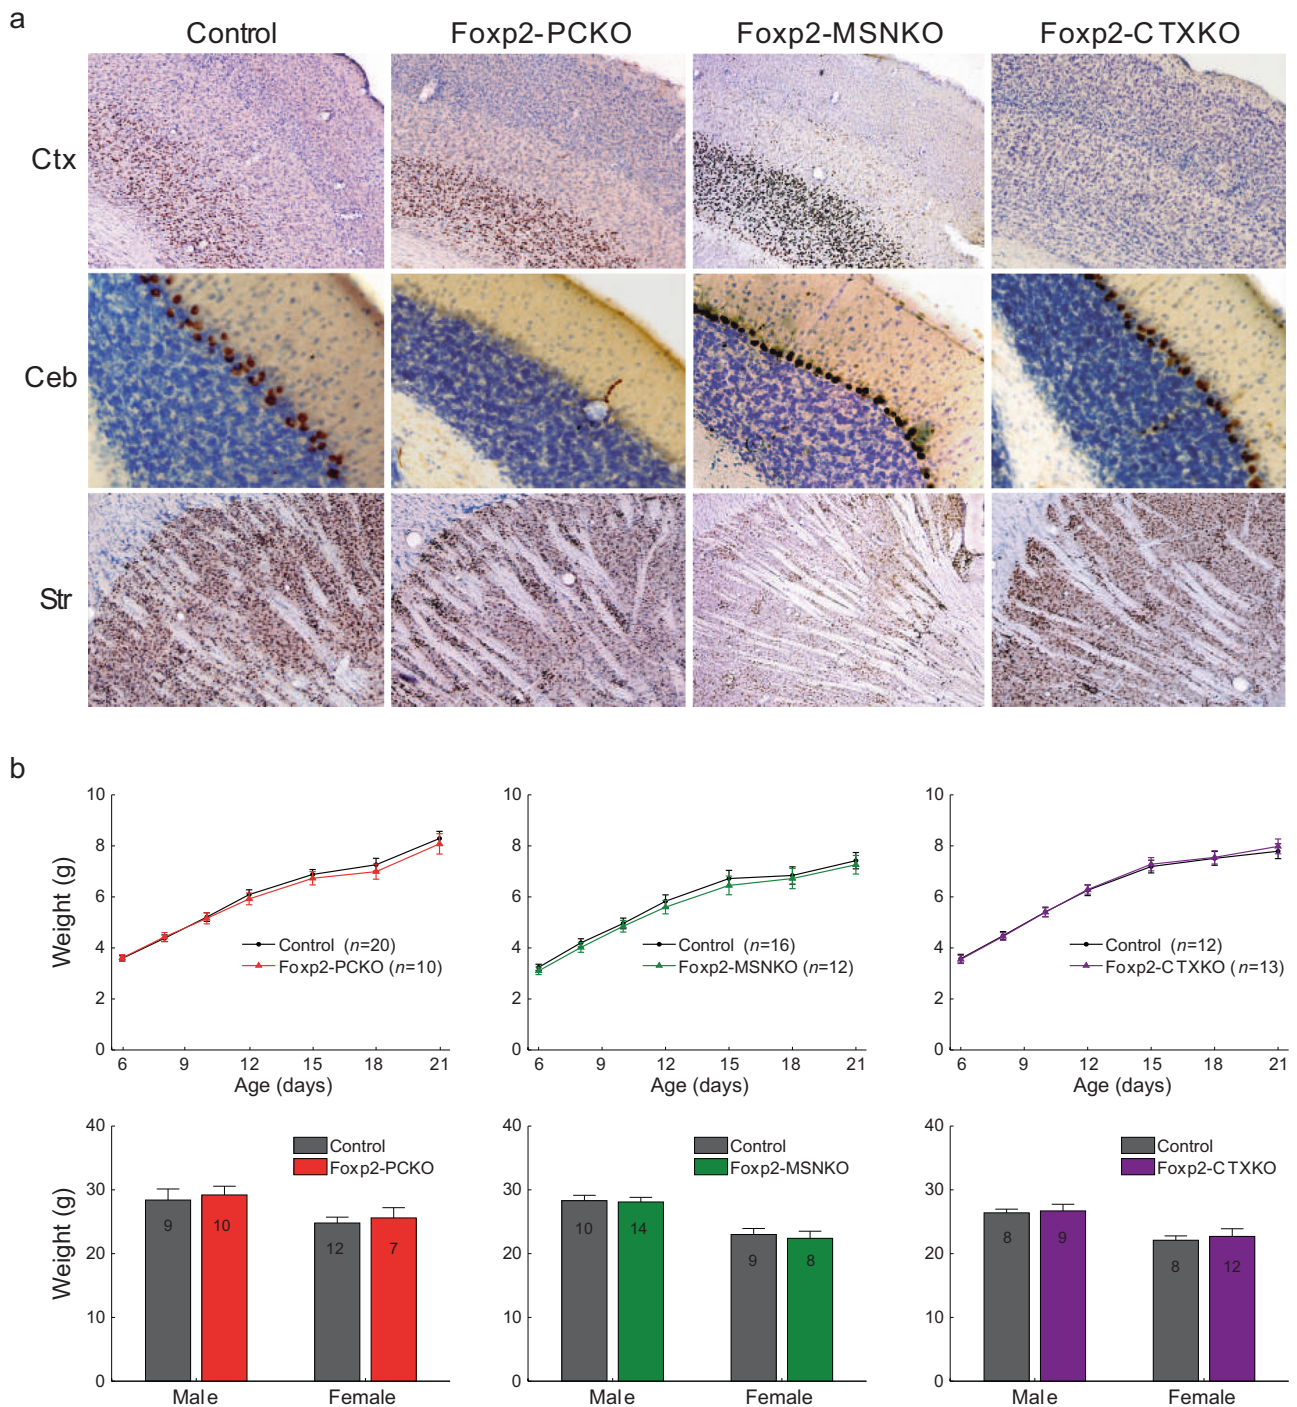 a
Control Foxp2-PCKO Foxp2-MSNKO Foxp2-CTXKO
Ctx
Ceb
Str
b
Weight (g)
10
8
6
4
2
0
Control (n=20)
Foxp2-PCKO (n=10)
6 9 12 15 18 21
Age (days)
10
8
6
4
2
0
Control (n=16)
Foxp2-MSNKO (n=12)
6 9 12 15 18 21
Age (days)
Weight (g)
10
8
6
4
2
0
Control (n=12)
Foxp2-CTXKO (n=13)
6 9 12 15 18 21
Age (days)
Weight (g)
40
30
20
10
0
Control
Foxp2-PCKO
9 10 12 7
Male Female
40
30
20
10
0
Control
Foxp2-MSNKO
10 14 9 8
Male Female
Weight (g)
40
30
20
10
0
Control
Foxp2-CTXKO
8 9 8 12
Male Female